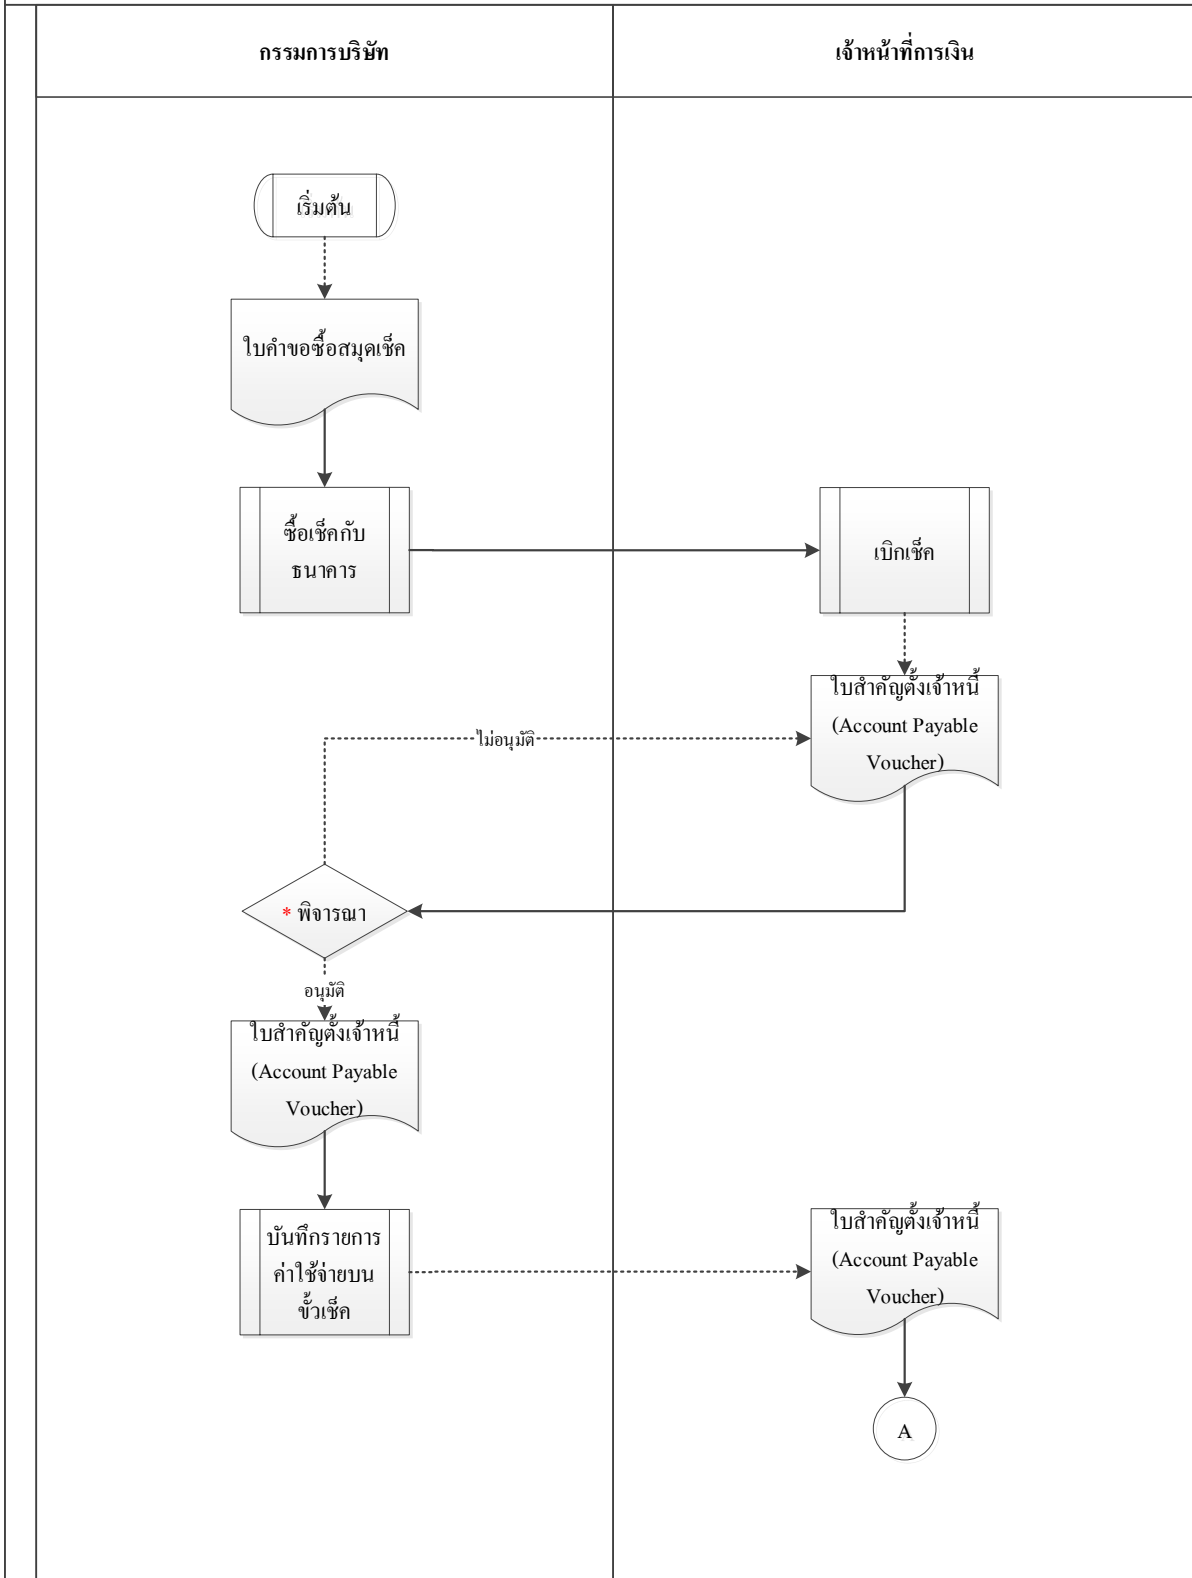 กรรมการบริษัท
เจ้าหน้าที่การเงิน
เริ่มต้น
ใบคำขอซื้อสมุดเช็ค
ซื้อเช็คกับ
ธนาคาร
เบิกเช็ค
ใบสำคัญตั้งเจ้าหนี้
(Account Payable
Voucher)
ไม่อนุมัติ
* พิจารณา
อนุมัติ
ใบสำคัญตั้งเจ้าหนี้
(Account Payable
Voucher)
บันทึกรายการ
ค่าใช้จ่ายบน
ขั้วเช็ค
ใบสำคัญตั้งเจ้าหนี้
(Account Payable
Voucher)
A